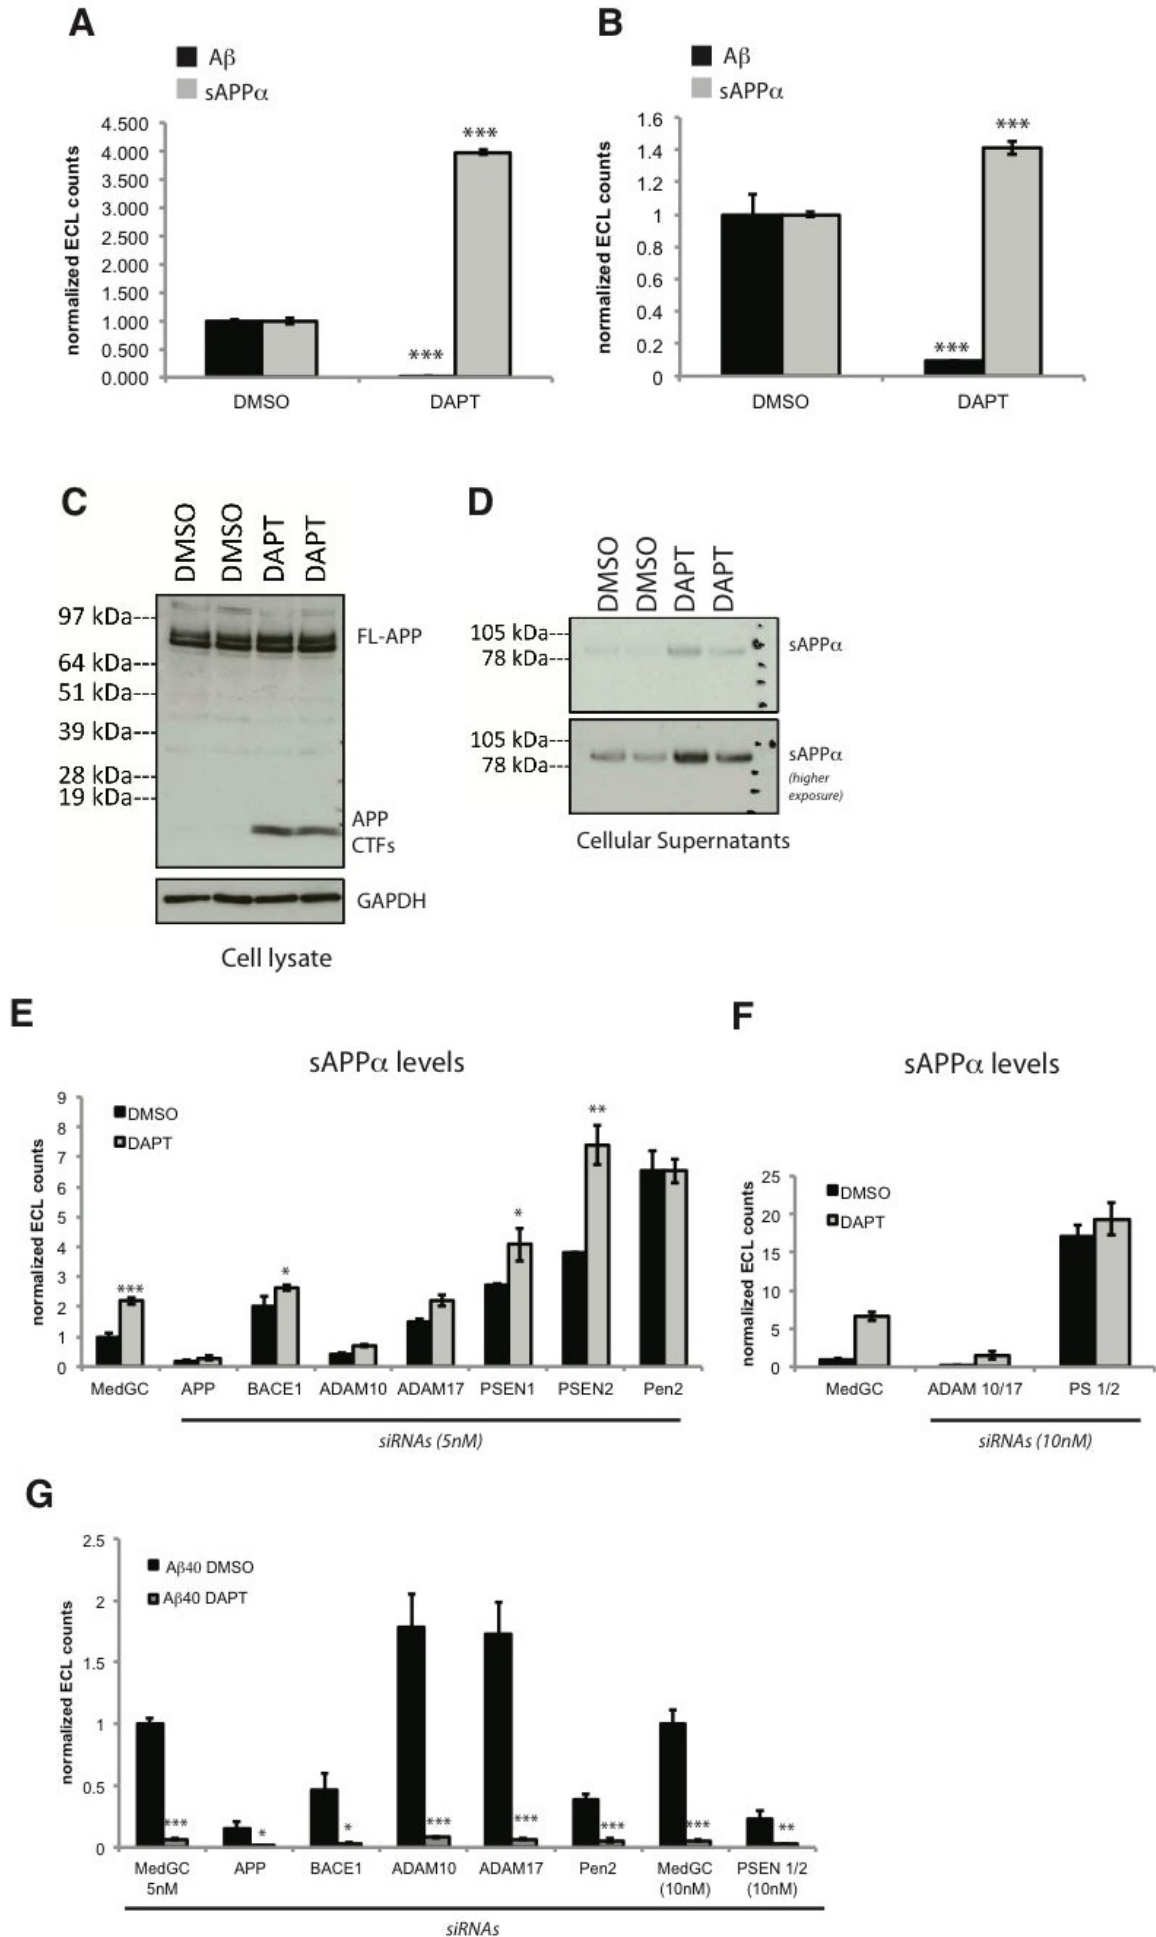 A
Aβ
sAPPα
normalized ECL counts
4.500
4.000
3.500
3.000
2.500
2.000
1.500
1.000
0.500
0.000
***
***
DMSO
DAPT
B
Aβ
sAPPα
normalized ECL counts
1.6
1.4
1.2
1
0.8
0.6
0.4
0.2
0
***
***
DMSO
DAPT
C
DMSO
DMSO
DAPT
DAPT
97 kDa---
64 kDa---
51 kDa---
39 kDa---
28 kDa---
19 kDa---
FL-APP
APP
CTFs
GAPDH
Cell lysate
D
DMSO
DMSO
DAPT
DAPT
105 kDa---
78 kDa---
sAPPα
105 kDa---
78 kDa---
sAPPα
(higher
exposure)
Cellular Supernatants
E
sAPPα levels
normalized ECL counts
9
8
7
6
5
4
3
2
1
0
DMSO
DAPT
***
*
*
**
MedGC
APP
BACE1
ADAM10
ADAM17
PSEN1
PSEN2
Pen2
siRNAs (5nM)
F
sAPPα levels
normalized ECL counts
25
20
15
10
5
0
DMSO
DAPT
MedGC
ADAM 10/17
PS 1/2
siRNAs (10nM)
G
normalized ECL counts
2.5
2
1.5
1
0.5
0
Aβ40 DMSO
Aβ40 DAPT
***
*
*
***
***
***
***
**
MedGC
5nM
APP
BACE1
ADAM10
ADAM17
Pen2
MedGC
(10nM)
PSEN 1/2
(10nM)
siRNAs